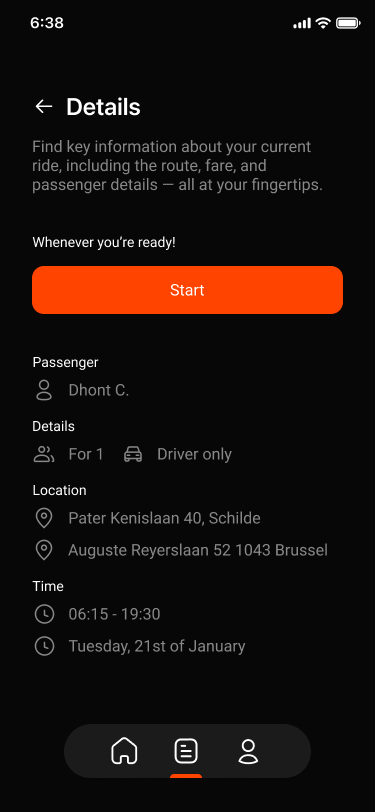 6:38
Details
Find key information about your current
ride, including the route, fare, and
passenger details — all at your fingertips.
Whenever you’re ready!
Start
Passenger
Dhont C.
Details
For 1 Driver only
Location
Pater Kenislaan 40, Schilde
Auguste Reyerslaan 52 1043 Brussel
Time
06:15 - 19:30
Tuesday, 21st of January